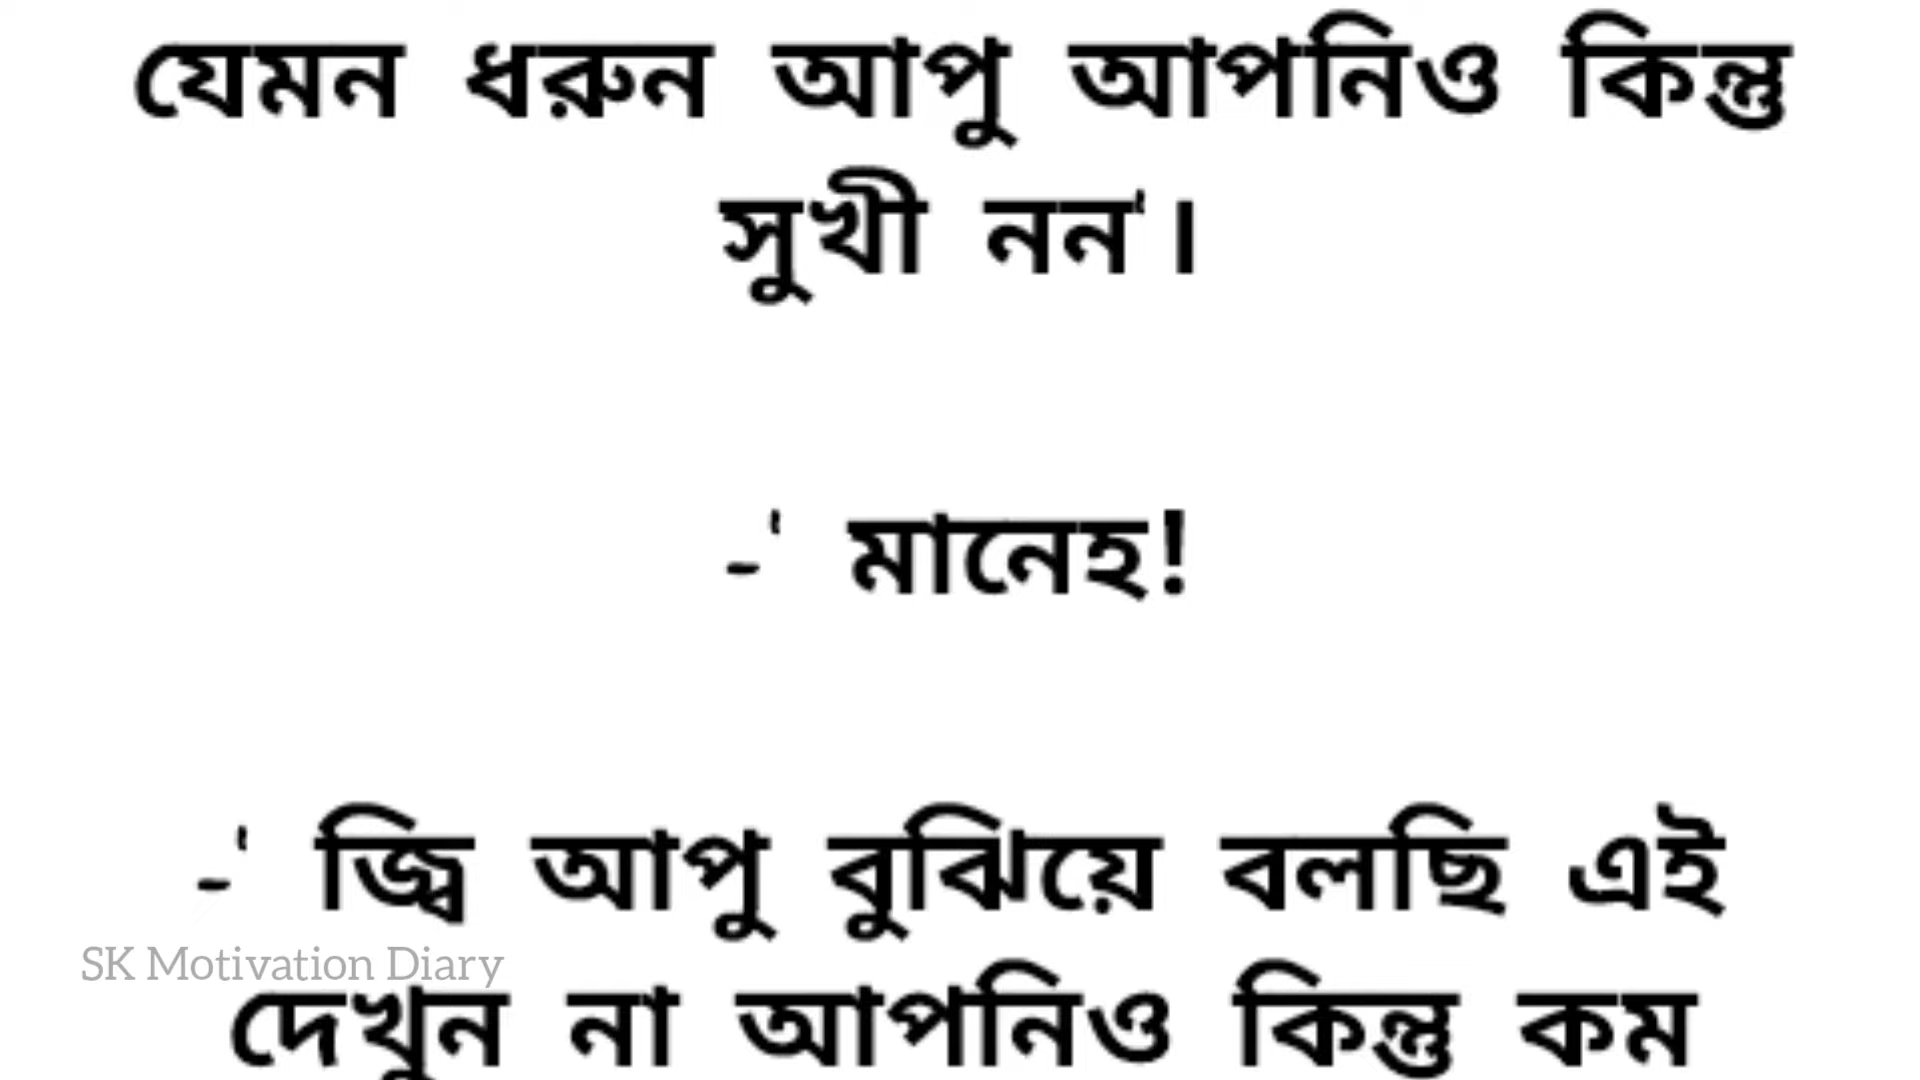 যেমন ধরুন আপু আপনিও কিন্তু
সুখী নন'।
-' মানেহ!
-' জ্বি আপু বুঝিয়ে বলছি এই
SK Motivation Diary
দেখুন না আপনিও কিন্তু কম